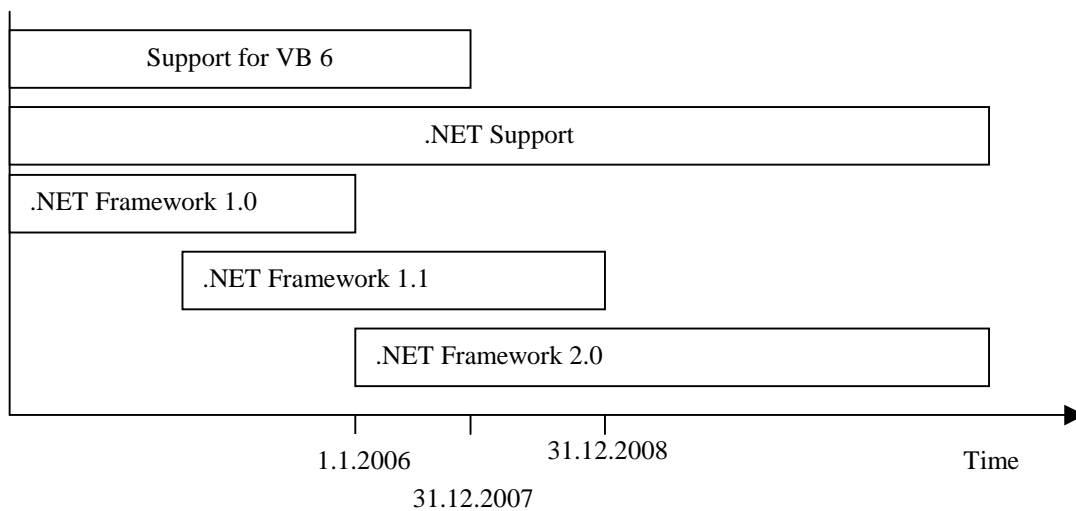 Support for VB 6
.NET Support
.NET Framework 1.0
.NET Framework 1.1
.NET Framework 2.0
1.1.2006
31.12.2007
31.12.2008
Time